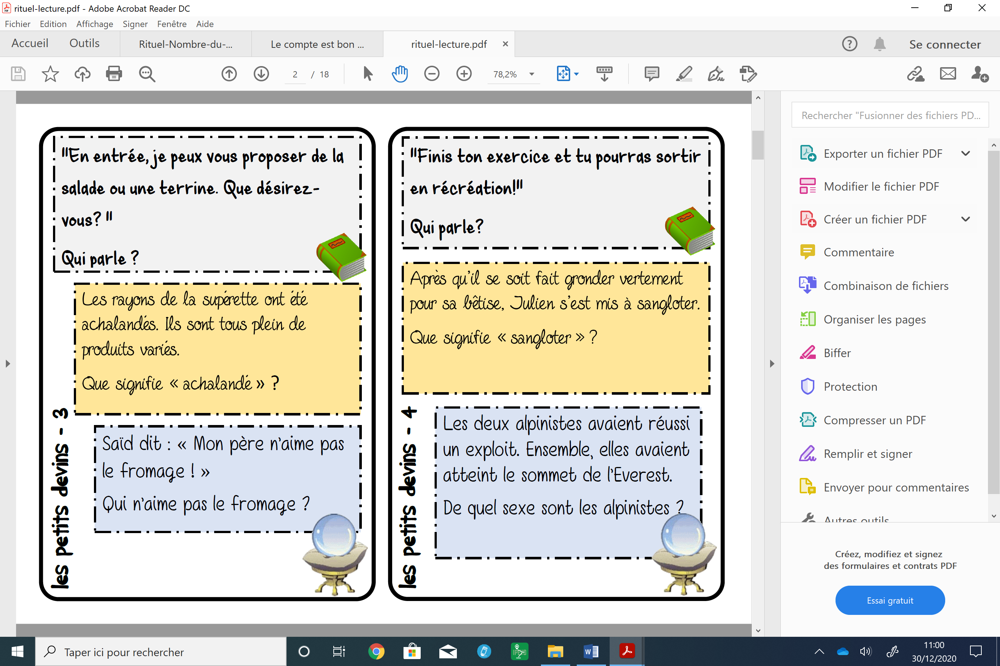 rituel-lecture.pdf - Adobe Acrobat Reader DC
Fichier Edition Affichage Signer Fenêtre Aide
Accueil Outils Rituel-Nombre-du-... Le compte est bon ... rituel-lecture.pdf Se connecter
2 / 18 78,2%
"En entrée, je peux vous proposer de la
salade ou une terrine. Que désirez-
vous? "
Qui parle ?
Les rayons de la supérette ont été
achalandés. Ils sont tous plein de
produits variés.
Que signifie « achalandé » ?
Saïd dit : « Mon père n'aime pas
le fromage ! »
Qui n'aime pas le fromage ?
les petits devins - 3
"Finis ton exercice et tu pourras sortir
en récréation!"
Qui parle?
Après qu'il se soit fait gronder vertement
pour sa bêtise, Julien s'est mis à sangloter.
Que signifie « sangloter » ?
Les deux alpinistes avaient réussi
un exploit. Ensemble, elles avaient
atteint le sommet de l'Everest.
De quel sexe sont les alpinistes ?
les petits devins - 4
Rechercher "Fusionner des fichiers PD...
Exporter un fichier PDF
Modifier le fichier PDF
Créer un fichier PDF
Commentaire
Combinaison de fichiers
Organiser les pages
Biffer
Protection
Compresser un PDF
Remplir et signer
Envoyer pour commentaires
Autres outils
Créez, modifiez et signez
des formulaires et contrats PDF
Essai gratuit
Taper ici pour rechercher
IPEVO
11:00
30/12/2020